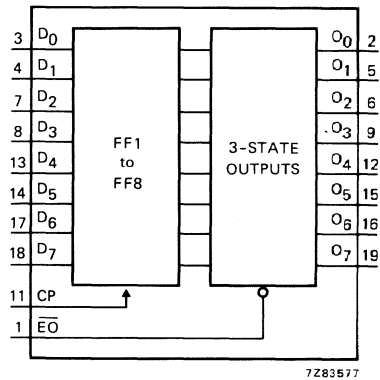 3 D0 O0 2
4 D1 O1 5
7 D2 O2 6
8 D3 O3 9
13 D4 O4 12
14 D5 O5 15
17 D6 O6 16
18 D7 O7 19
FF1
to
FF8
3-STATE
OUTPUTS
11 CP
1 E̅O̅
7Z83577